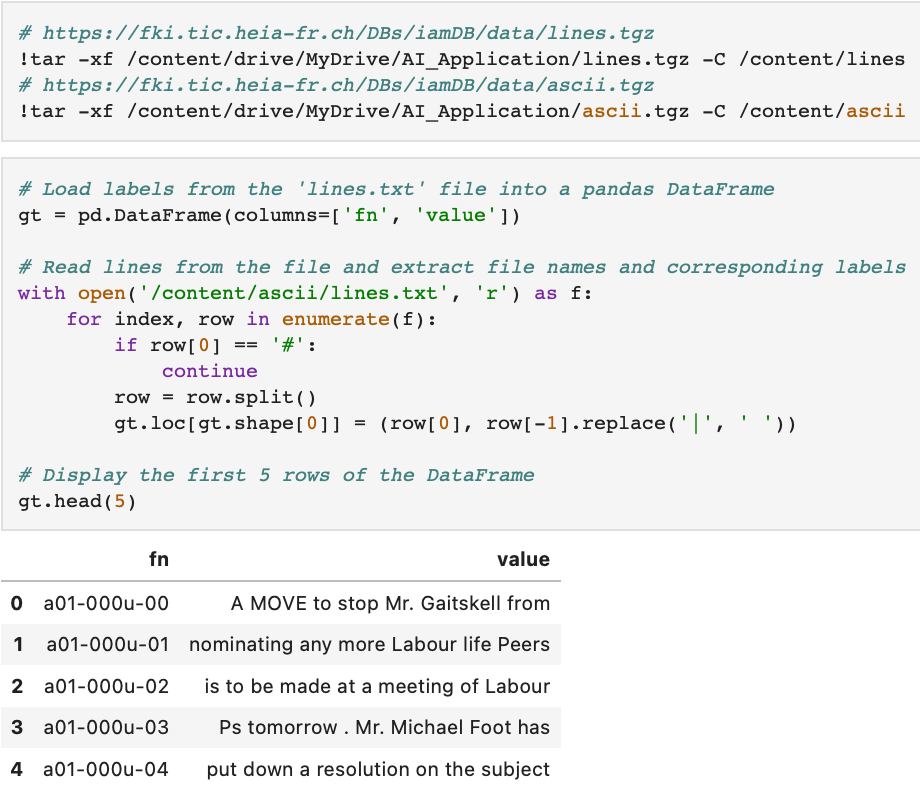 # https://fki.tic.heia-fr.ch/DBs/iamDB/data/lines.tgz
!tar -xf /content/drive/MyDrive/AI_Application/lines.tgz -C /content/lines
# https://fki.tic.heia-fr.ch/DBs/iamDB/data/ascii.tgz
!tar -xf /content/drive/MyDrive/AI_Application/ascii.tgz -C /content/ascii
# Load labels from the 'lines.txt' file into a pandas DataFrame
gt = pd.DataFrame(columns=['fn', 'value'])
# Read lines from the file and extract file names and corresponding labels
with open('/content/ascii/lines.txt', 'r') as f:
    for index, row in enumerate(f):
        if row[0] == '#':
            continue
        row = row.split()
        gt.loc[gt.shape[0]] = (row[0], row[-1].replace('|', ' '))
# Display the first 5 rows of the DataFrame
gt.head(5)
fn value
0 a01-000u-00 A MOVE to stop Mr. Gaitskell from
1 a01-000u-01 nominating any more Labour life Peers
2 a01-000u-02 is to be made at a meeting of Labour
3 a01-000u-03 Ps tomorrow . Mr. Michael Foot has
4 a01-000u-04 put down a resolution on the subject